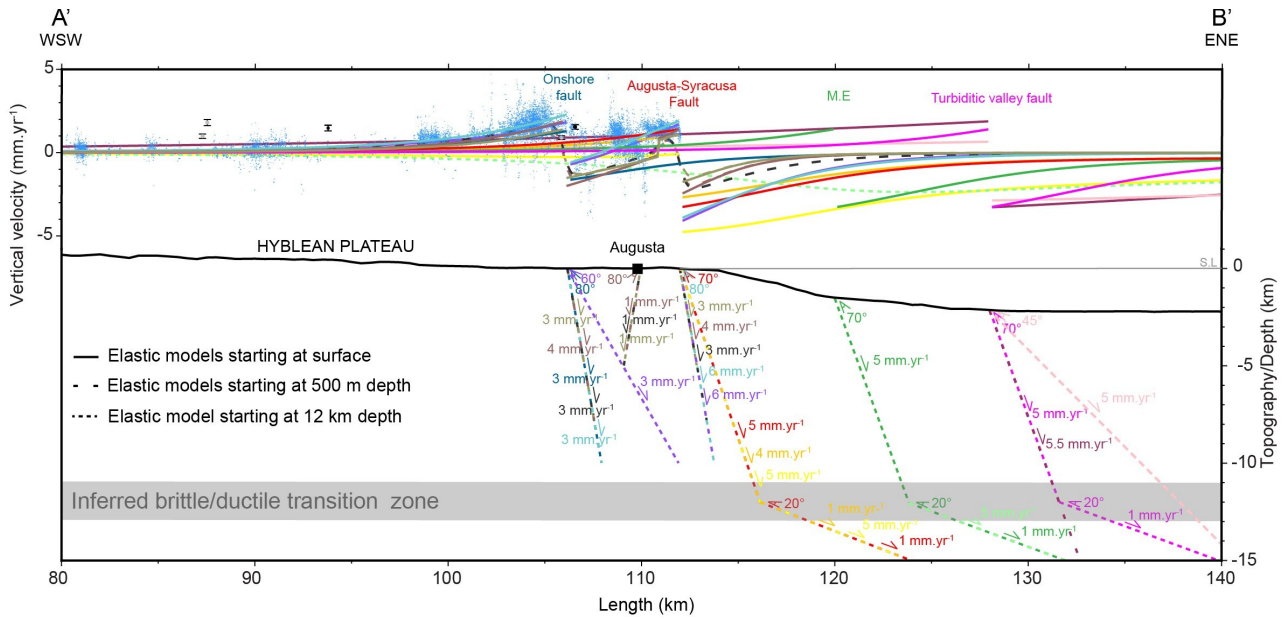 A'
WSW
B'
ENE
5
0
-5
Vertical velocity (mm.yr⁻¹)
Onshore
fault
Augusta-Syracusa
Fault
M.E
Turbiditic valley fault
HYBLEAN PLATEAU
Augusta
S.L
0
-5
-10
-15
Topography/Depth (km)
60°
80°
80°
70°
80°
70°
70°
45°
3 mm.yr⁻¹
4 mm.yr⁻¹
3 mm.yr⁻¹
3 mm.yr⁻¹
3 mm.yr⁻¹
1 mm.yr⁻¹
1 mm.yr⁻¹
1 mm.yr⁻¹
3 mm.yr⁻¹
3 mm.yr⁻¹
4 mm.yr⁻¹
3 mm.yr⁻¹
6 mm.yr⁻¹
6 mm.yr⁻¹
5 mm.yr⁻¹
4 mm.yr⁻¹
5 mm.yr⁻¹
5 mm.yr⁻¹
5 mm.yr⁻¹
5.5 mm.yr⁻¹
5 mm.yr⁻¹
Elastic models starting at surface
Elastic models starting at 500 m depth
Elastic model starting at 12 km depth
Inferred brittle/ductile transition zone
20°
1 mm.yr⁻¹
5 mm.yr⁻¹
1 mm.yr⁻¹
20°
5 mm.yr⁻¹
1 mm.yr⁻¹
20°
1 mm.yr⁻¹
80
90
100
110
120
130
140
Length (km)